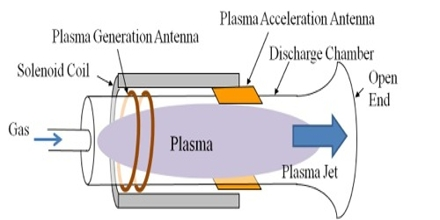 Plasma Acceleration Antenna
Plasma Generation Antenna
Discharge Chamber
Solenoid Coil
Open
End
Gas
Plasma
Plasma Jet